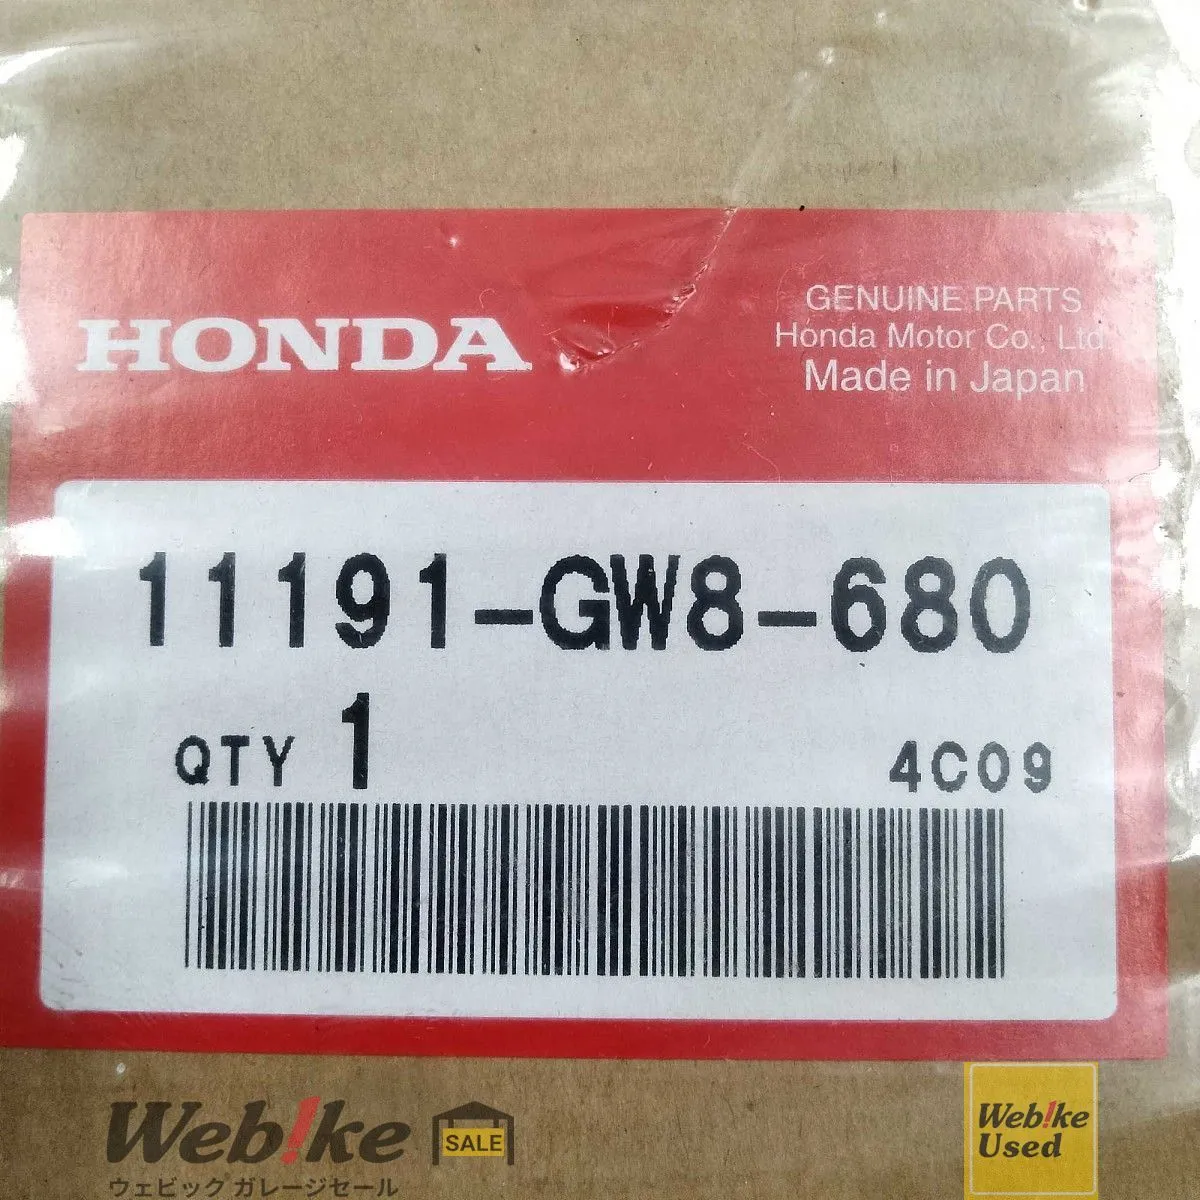 HONDA
GENUINE PARTS
Honda Motor Co., Ltd.
Made in Japan
11191-GW8-680
QTY 1
4C09
Web!ke
SALE
ウェビック ガレージセール
Web!ke
Used